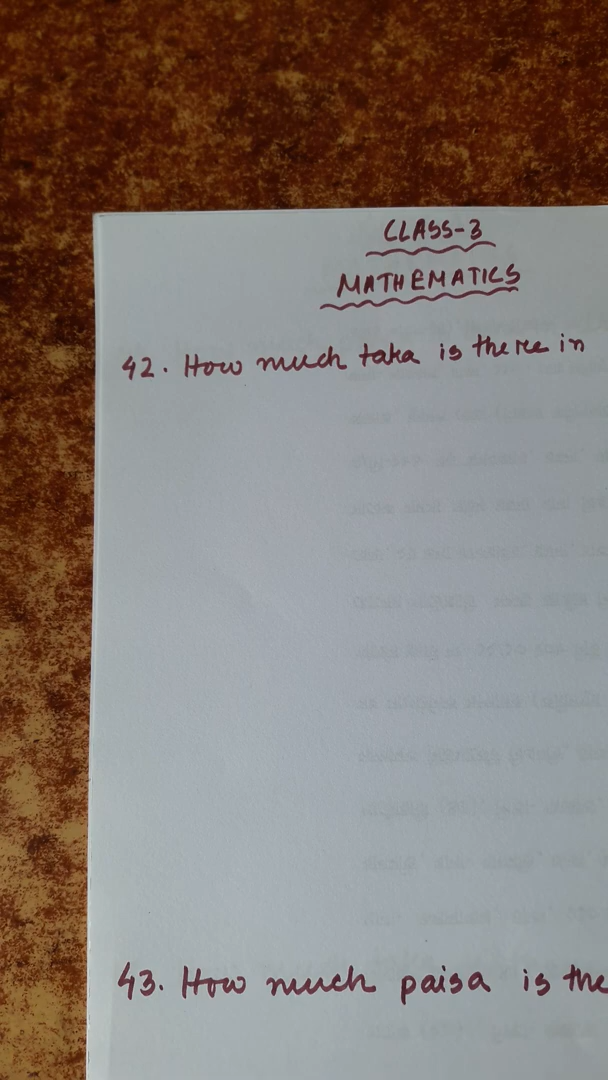 CLASS-3
MATHEMATICS
42. How much taka is there in
43. How much paisa is the